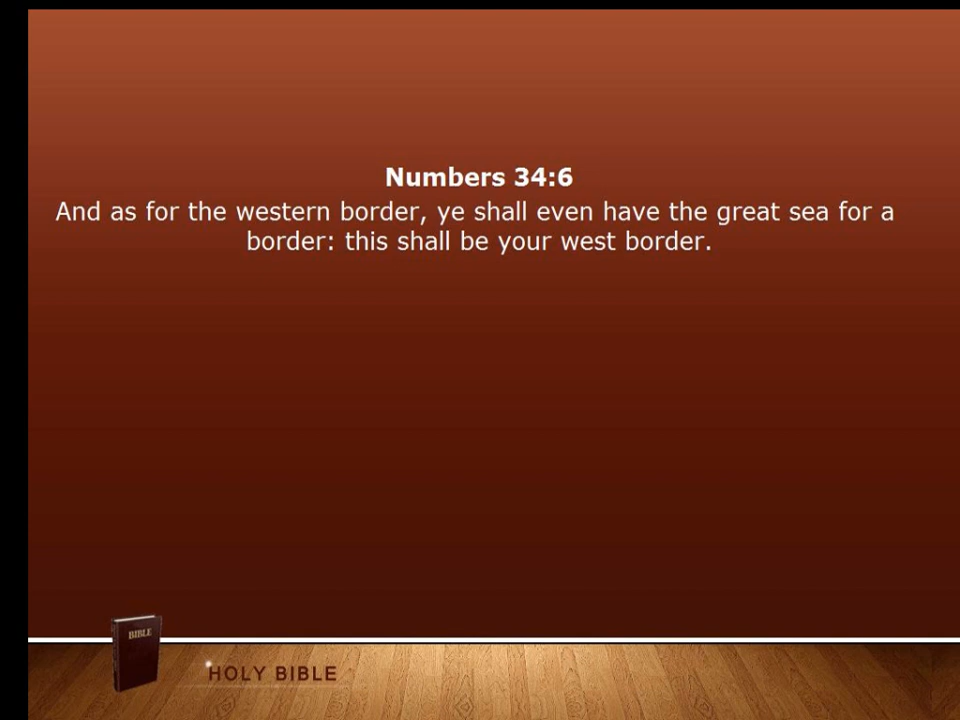 Numbers 34:6
And as for the western border, ye shall even have the great sea for a
border: this shall be your west border.
BIBLE
HOLY BIBLE